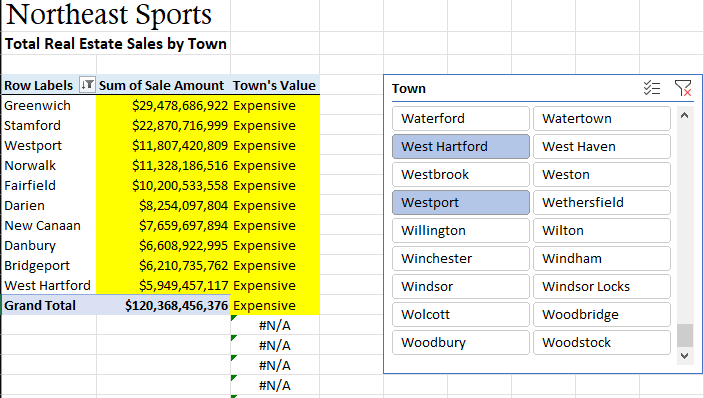 Northeast Sports
Total Real Estate Sales by Town
Row Labels Sum of Sale Amount Town's Value
Greenwich $29,478,686,922 Expensive
Stamford $22,870,716,999 Expensive
Westport $11,807,420,809 Expensive
Norwalk $11,328,186,516 Expensive
Fairfield $10,200,533,558 Expensive
Darien $8,254,097,804 Expensive
New Canaan $7,659,697,894 Expensive
Danbury $6,608,922,995 Expensive
Bridgeport $6,210,735,762 Expensive
West Hartford $5,949,457,117 Expensive
Grand Total $120,368,456,376 Expensive
#N/A
#N/A
#N/A
#N/A
Town
Waterford Watertown
West Hartford West Haven
Westbrook Weston
Westport Wethersfield
Willington Wilton
Winchester Windham
Windsor Windsor Locks
Wolcott Woodbridge
Woodbury Woodstock